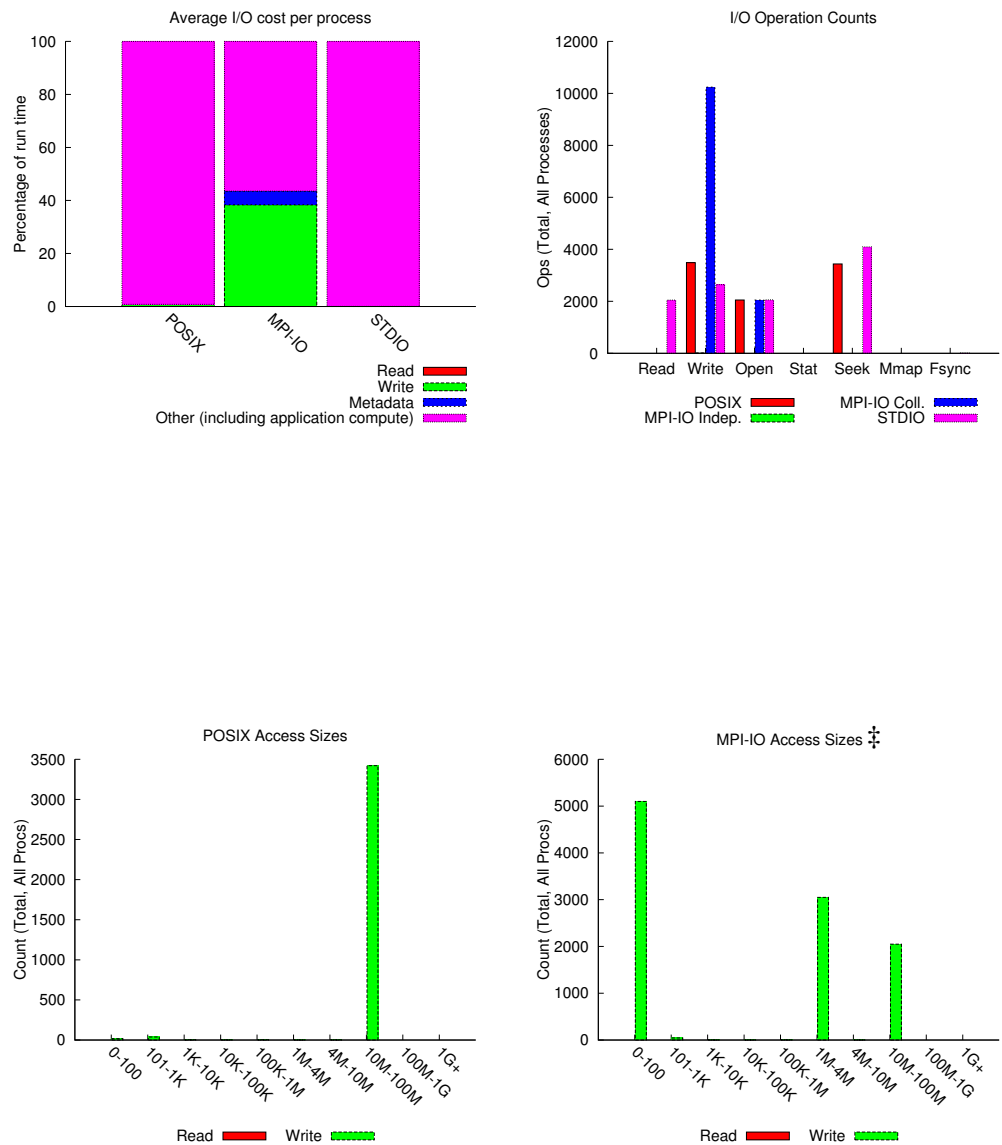 Average I/O cost per process
100
80
60
40
20
0
Percentage of run time
POSIX
MPI-IO
STDIO
Read
Write
Metadata
Other (including application compute)
I/O Operation Counts
12000
10000
8000
6000
4000
2000
0
Ops (Total, All Processes)
Read Write Open Stat Seek Mmap Fsync
POSIX MPI-IO Coll.
MPI-IO Indep. STDIO
POSIX Access Sizes
3500
3000
2500
2000
1500
1000
500
0
Count (Total, All Procs)
0-100
101-1K
1K-10K
10K-100K
100K-1M
1M-4M
4M-10M
10M-100M
100M-1G
1G+
Read Write
MPI-IO Access Sizes ‡
6000
5000
4000
3000
2000
1000
0
Count (Total, All Procs)
0-100
101-1K
1K-10K
10K-100K
100K-1M
1M-4M
4M-10M
10M-100M
100M-1G
1G+
Read Write